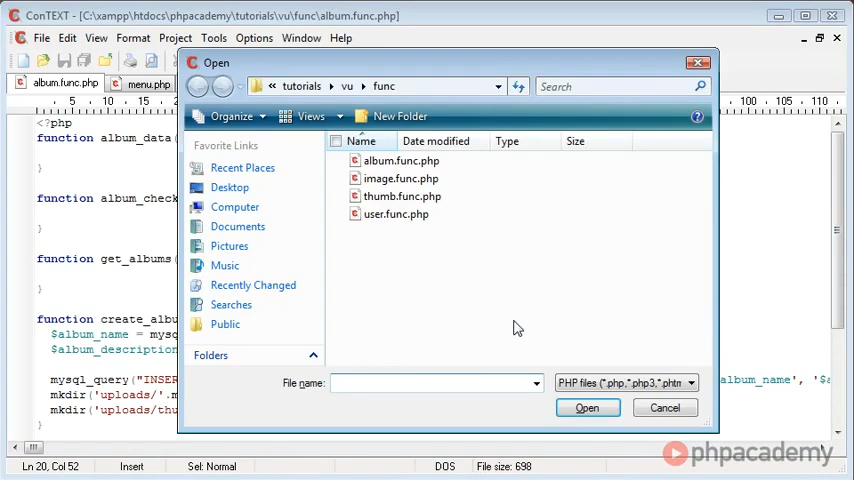 ConTEXT - [C:\xampp\htdocs\phpacademy\tutorials\vu\func\album.func.php]
File Edit View Format Project Tools Options Window Help
album.func.php menu.php
5 10 15 100 105 110
<?php
function album_data(
}
function album_check
}
function get_albums(
}
function create_albu
$album_name = mysq
$album_description
mysql_query("INSER
album_name', '$a
mkdir('uploads/'.m
mkdir('uploads/thu
}
Open
tutorials vu func
Search
Organize Views New Folder
Favorite Links
Recent Places
Desktop
Computer
Documents
Pictures
Music
Recently Changed
Searches
Public
Folders
Name Date modified Type Size
album.func.php
image.func.php
thumb.func.php
user.func.php
File name:
PHP files (*.php,*.php3,*.phtm
Open Cancel
Ln 20, Col 52 Insert Sel: Normal DOS File size: 698
phpacademy